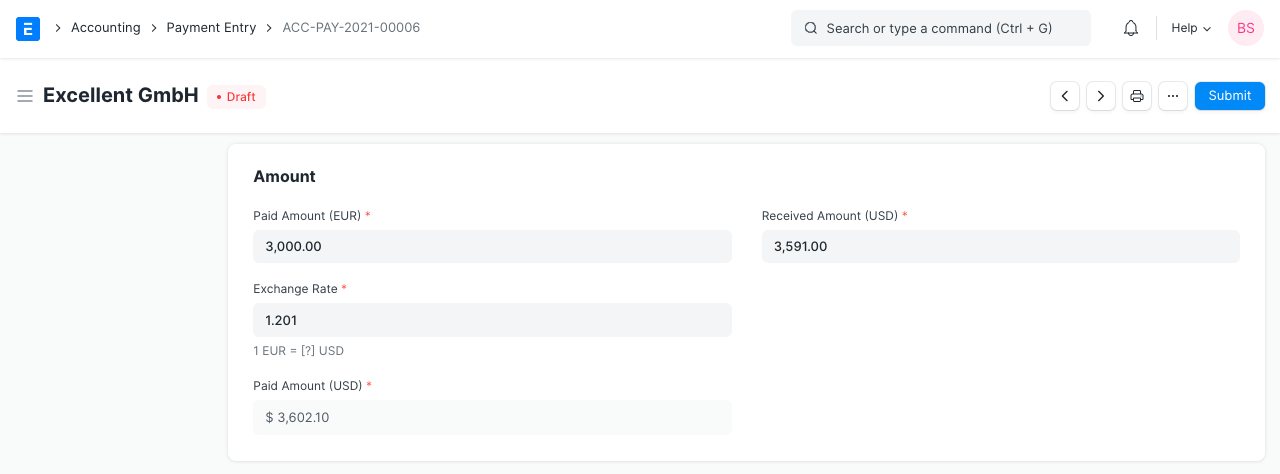 E > Accounting > Payment Entry > ACC-PAY-2021-00006 Search or type a command (Ctrl + G) Help BS
Excellent GmbH • Draft ... Submit
Amount
Paid Amount (EUR) * Received Amount (USD) *
3,000.00 3,591.00
Exchange Rate *
1.201
1 EUR = [?] USD
Paid Amount (USD) *
$ 3,602.10